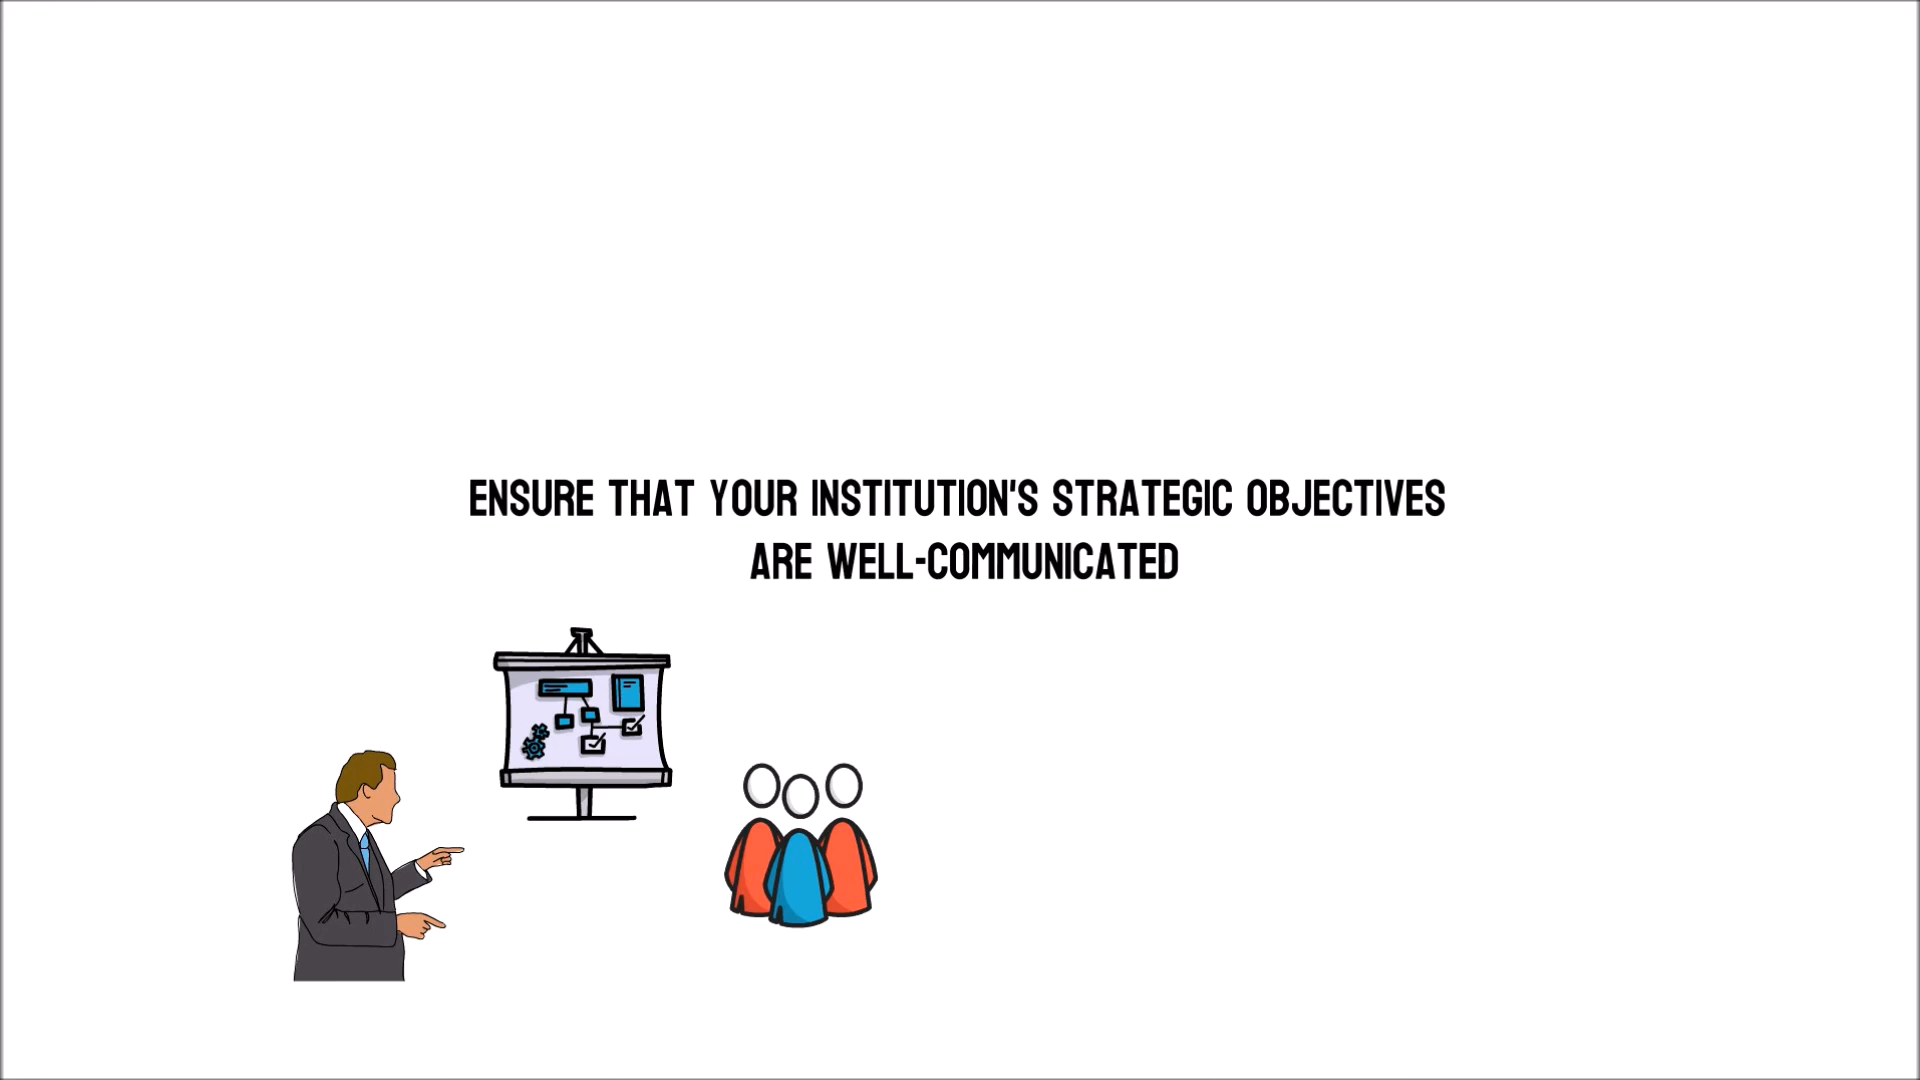 ENSURE THAT YOUR INSTITUTION'S STRATEGIC OBJECTIVES
ARE WELL-COMMUNICATED